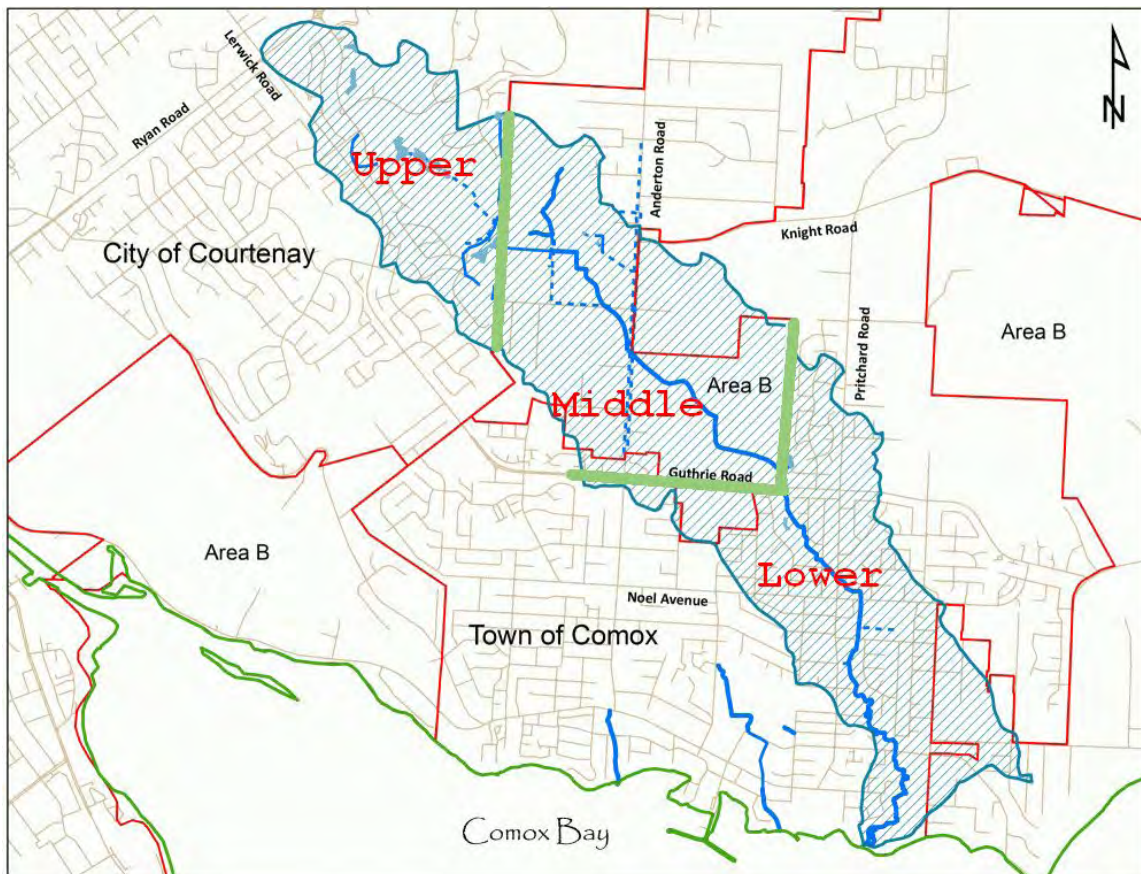 Lerwick Road
Ryan Road
Anderton Road
N
Upper
Knight Road
City of Courtenay
Pritchard Road
Area B
Area B
Middle
Guthrie Road
Area B
Lower
Noel Avenue
Town of Comox
Comox Bay